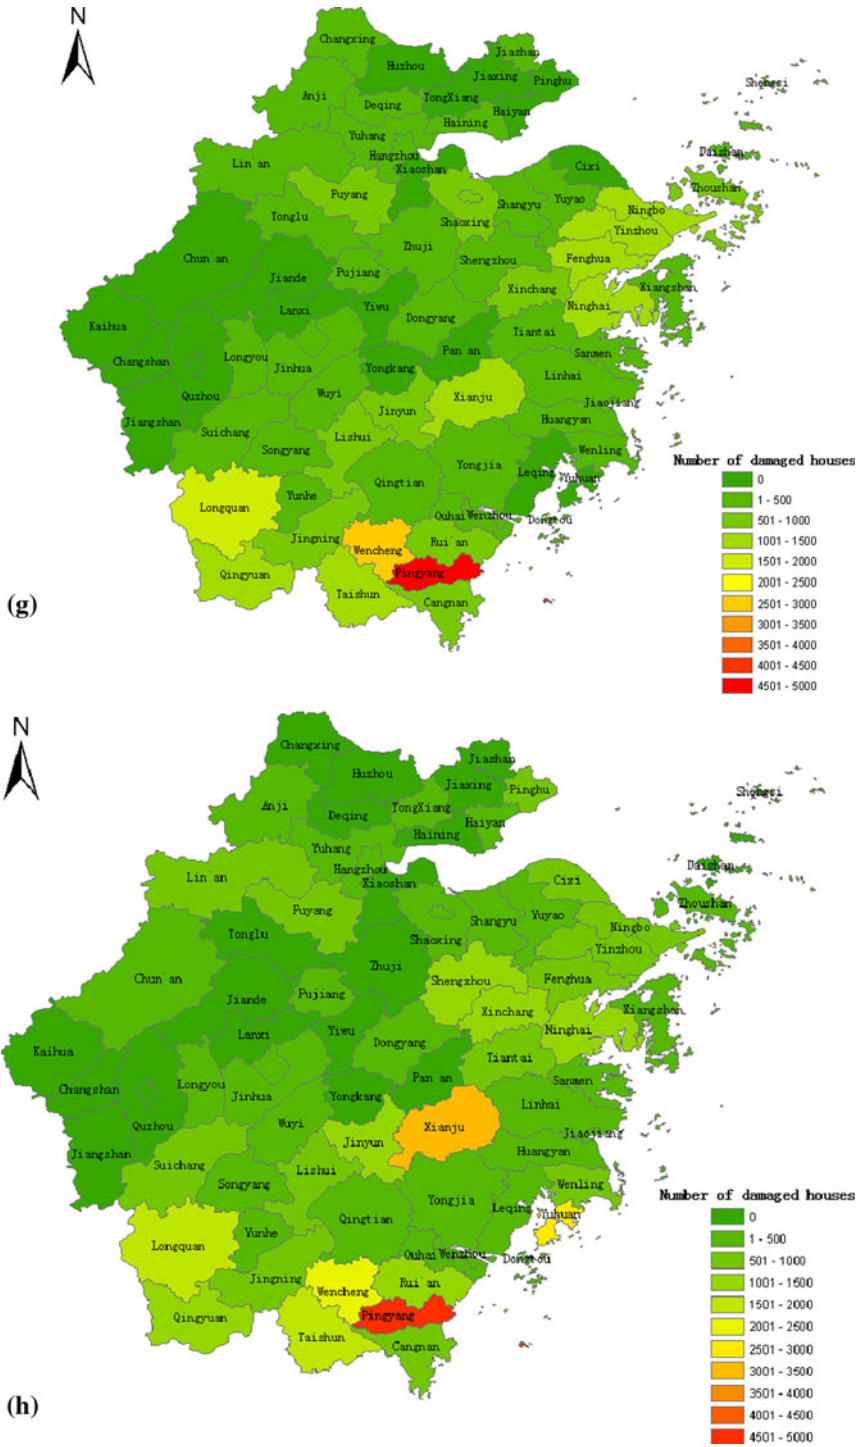 N
Changxing
Jiashan
Huzhou
Jiaxing
Pinghu
Anji
Deqing
TongXiang
Haiyan
Haining
Yuhang
Hangzhou
Xiaoshan
Lin'an
Fuyang
Cixi
Shengsi
Daishan
Zhoushan
Tonglu
Shaoxing
Shangyu
Yuyao
Ningbo
Yinzhou
Chun'an
Zhuji
Shengzhou
Fenghua
Jiande
Pujiang
Xinchang
Xiangshan
Lanxi
Yiwu
Dongyang
Ninghai
Kaihua
Tiantai
Changshan
Longyou
Jinhua
Yongkang
Pan'an
Sanmen
Quzhou
Wuyi
Linhai
Jiangshan
Jinyun
Xianju
Jiaojiang
Suichang
Songyang
Lishui
Huangyan
Wenling
Yongjia
Leqing
Yuhuan
Longquan
Yunhe
Qingtian
Ouhai
Wenzhou
Dongtou
Jingning
Wencheng
Rui'an
Qingyuan
Pingyang
Taishun
Cangnan
Number of damaged houses
0
1 - 500
501 - 1000
1001 - 1500
1501 - 2000
2001 - 2500
2501 - 3000
3001 - 3500
3501 - 4000
4001 - 4500
4501 - 5000
(g)
N
Changxing
Jiashan
Huzhou
Jiaxing
Pinghu
Anji
Deqing
TongXiang
Haiyan
Haining
Yuhang
Hangzhou
Xiaoshan
Lin'an
Fuyang
Cixi
Shengsi
Daishan
Zhoushan
Tonglu
Shaoxing
Shangyu
Yuyao
Ningbo
Yinzhou
Chun'an
Zhuji
Shengzhou
Fenghua
Jiande
Pujiang
Xinchang
Xiangshan
Lanxi
Yiwu
Dongyang
Ninghai
Kaihua
Tiantai
Changshan
Longyou
Jinhua
Yongkang
Pan'an
Sanmen
Quzhou
Wuyi
Linhai
Jiangshan
Jinyun
Xianju
Jiaojiang
Suichang
Songyang
Lishui
Huangyan
Wenling
Yongjia
Leqing
Yuhuan
Longquan
Yunhe
Qingtian
Ouhai
Wenzhou
Dongtou
Jingning
Wencheng
Rui'an
Qingyuan
Pingyang
Taishun
Cangnan
Number of damaged houses
0
1 - 500
501 - 1000
1001 - 1500
1501 - 2000
2001 - 2500
2501 - 3000
3001 - 3500
3501 - 4000
4001 - 4500
4501 - 5000
(h)